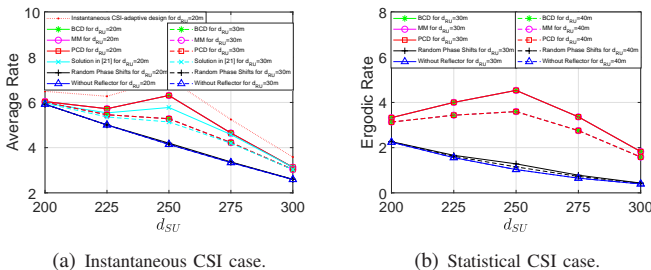 10
8
6
4
2
Average Rate
Instantaneous CSI-adaptive design for d_RU=20m
BCD for d_RU=20m
BCD for d_RU=30m
MM for d_RU=20m
MM for d_RU=30m
PCD for d_RU=20m
PCD for d_RU=30m
Solution in [21] for d_RU=20m
Solution in [21] for d_RU=30m
Random Phase Shifts for d_RU=20m
Random Phase Shifts for d_RU=30m
Without Reflector for d_RU=20m
Without Reflector for d_RU=30m
200 225 250 275 300
d_SU
(a) Instantaneous CSI case.
8
6
4
2
0
Ergodic Rate
BCD for d_RU=30m
BCD for d_RU=40m
MM for d_RU=30m
MM for d_RU=40m
PCD for d_RU=30m
PCD for d_RU=40m
Random Phase Shifts for d_RU=30m
Random Phase Shifts for d_RU=40m
Without Reflector for d_RU=30m
Without Reflector for d_RU=40m
200 225 250 275 300
d_SU
(b) Statistical CSI case.